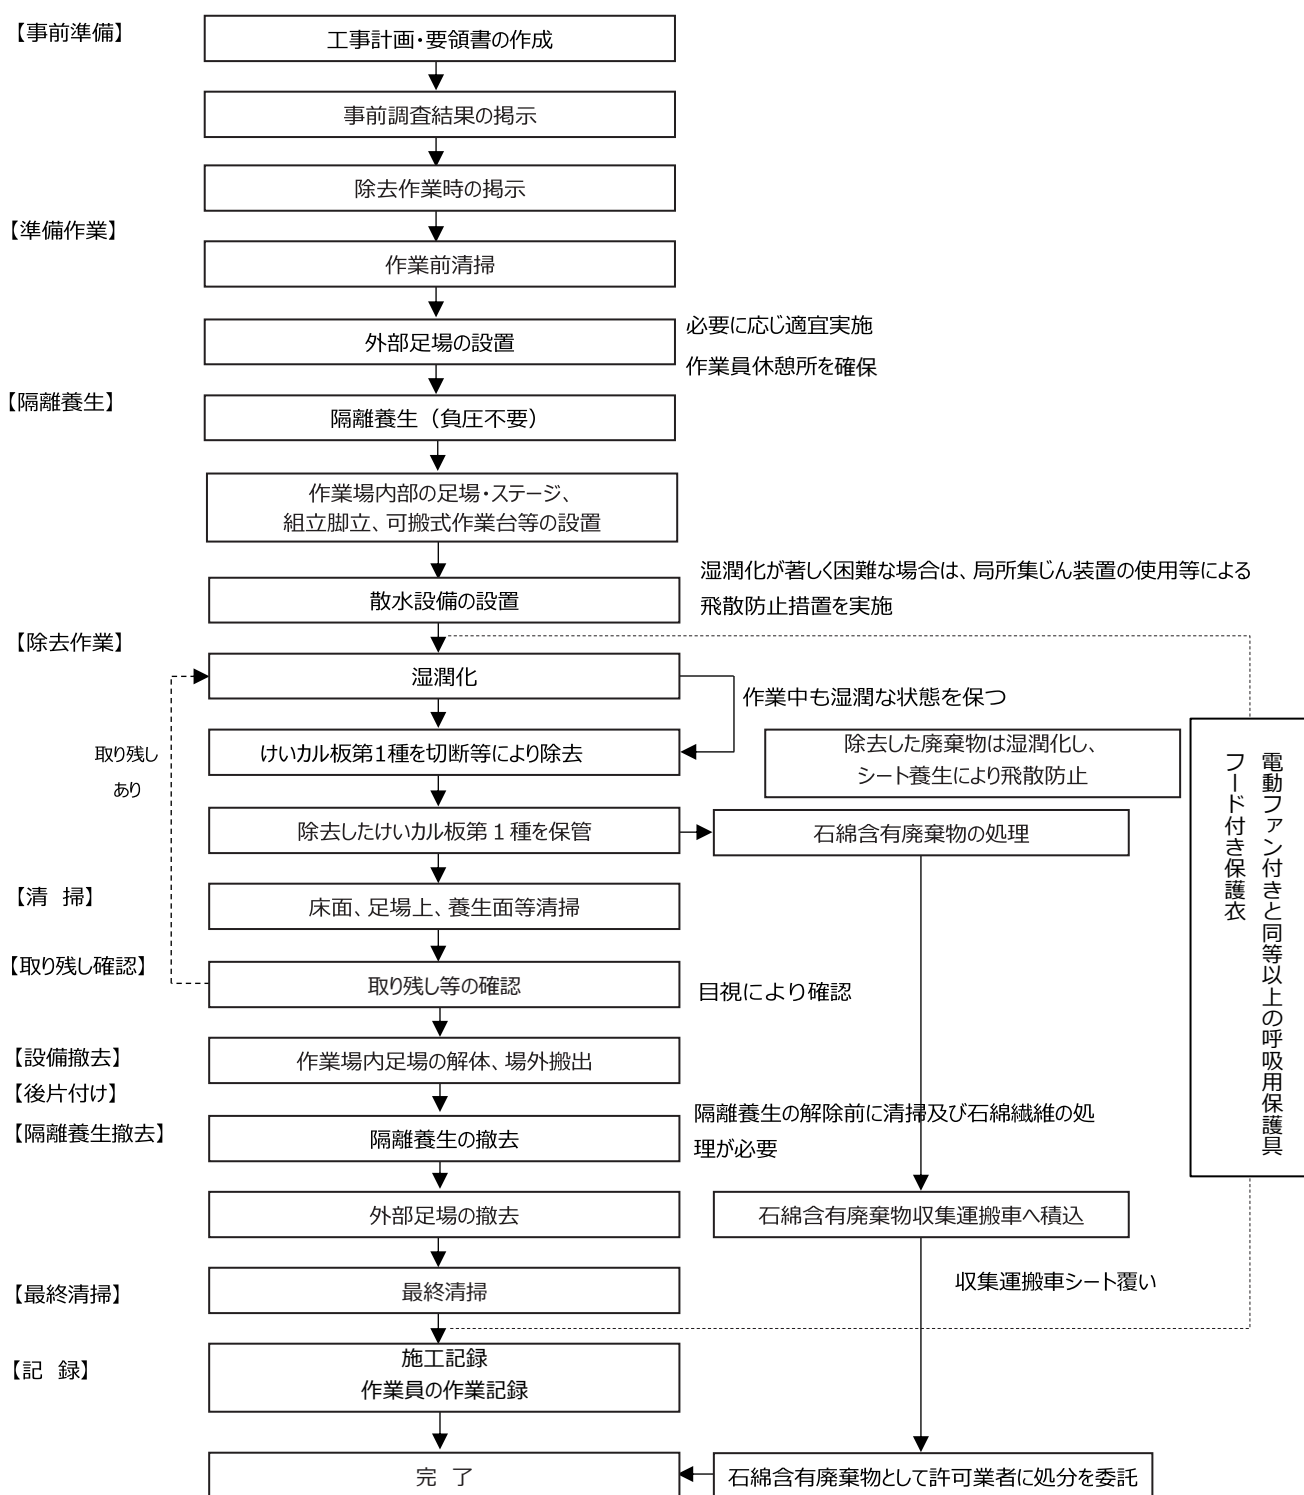 【事前準備】
工事計画・要領書の作成
事前調査結果の掲示
除去作業時の掲示
【準備作業】
作業前清掃
外部足場の設置
必要に応じ適宜実施
作業員休憩所を確保
【隔離養生】
隔離養生（負圧不要）
作業場内部の足場・ステージ、
組立脚立、可搬式作業台等の設置
散水設備の設置
湿潤化が著しく困難な場合は、局所集じん装置の使用等による
飛散防止措置を実施
【除去作業】
湿潤化
作業中も湿潤な状態を保つ
取り残し
あり
けいカル板第1種を切断等により除去
除去した廃棄物は湿潤化し、
シート養生により飛散防止
電動ファン付きと同等以上の呼吸用保護具
フード付き保護衣
除去したけいカル板第１種を保管
石綿含有廃棄物の処理
【清　掃】
床面、足場上、養生面等清掃
【取り残し確認】
取り残し等の確認
目視により確認
【設備撤去】
作業場内足場の解体、場外搬出
【後片付け】
【隔離養生撤去】
隔離養生の撤去
隔離養生の解除前に清掃及び石綿繊維の処
理が必要
外部足場の撤去
石綿含有廃棄物収集運搬車へ積込
【最終清掃】
最終清掃
収集運搬車シート覆い
【記　録】
施工記録
作業員の作業記録
完　了
石綿含有廃棄物として許可業者に処分を委託